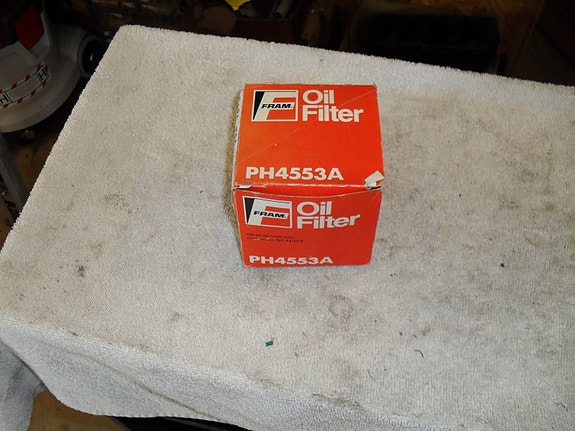 FRAM
Oil
Filter
PH4553A
FRAM
Oil
Filter
PH4553A